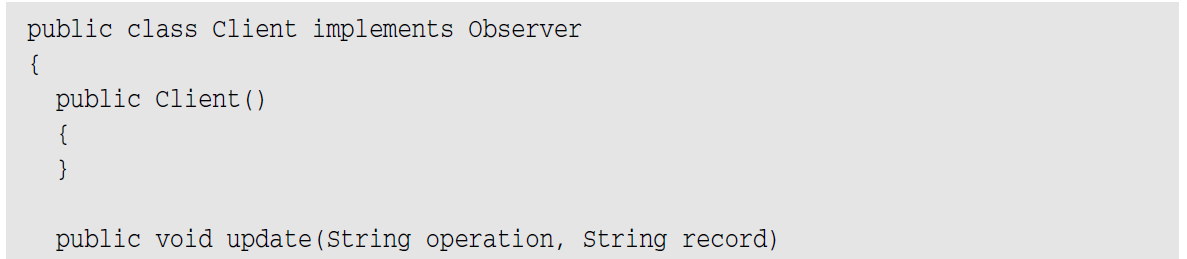 public class Client implements Observer
{
public Client()
{
}
public void update(String operation, String record)